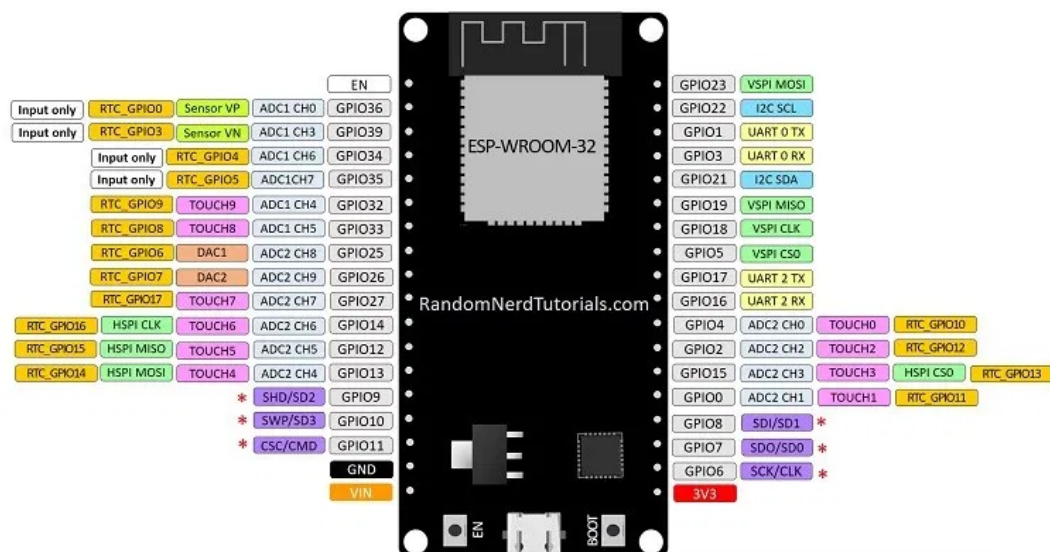 EN
Input only RTC_GPIO0 Sensor VP ADC1 CH0 GPIO36
Input only RTC_GPIO3 Sensor VN ADC1 CH3 GPIO39
Input only RTC_GPIO4 ADC1 CH6 GPIO34
Input only RTC_GPIO5 ADC1CH7 GPIO35
RTC_GPIO9 TOUCH9 ADC1 CH4 GPIO32
RTC_GPIO8 TOUCH8 ADC1 CH5 GPIO33
RTC_GPIO6 DAC1 ADC2 CH8 GPIO25
RTC_GPIO7 DAC2 ADC2 CH9 GPIO26
RTC_GPIO17 TOUCH7 ADC2 CH7 GPIO27
RTC_GPIO16 HSPI CLK TOUCH6 ADC2 CH6 GPIO14
RTC_GPIO15 HSPI MISO TOUCH5 ADC2 CH5 GPIO12
RTC_GPIO14 HSPI MOSI TOUCH4 ADC2 CH4 GPIO13
* SHD/SD2 GPIO9
* SWP/SD3 GPIO10
* CSC/CMD GPIO11
GND
VIN
ESP-WROOM-32
RandomNerdTutorials.com
EN
BOOT
GPIO23 VSPI MOSI
GPIO22 I2C SCL
GPIO1 UART 0 TX
GPIO3 UART 0 RX
GPIO21 I2C SDA
GPIO19 VSPI MISO
GPIO18 VSPI CLK
GPIO5 VSPI CS0
GPIO17 UART 2 TX
GPIO16 UART 2 RX
GPIO4 ADC2 CH0 TOUCH0 RTC_GPIO10
GPIO2 ADC2 CH2 TOUCH2 RTC_GPIO12
GPIO15 ADC2 CH3 TOUCH3 HSPI CS0 RTC_GPIO13
GPIO0 ADC2 CH1 TOUCH1 RTC_GPIO11
GPIO8 SDI/SD1 *
GPIO7 SDO/SD0 *
GPIO6 SCK/CLK *
3V3